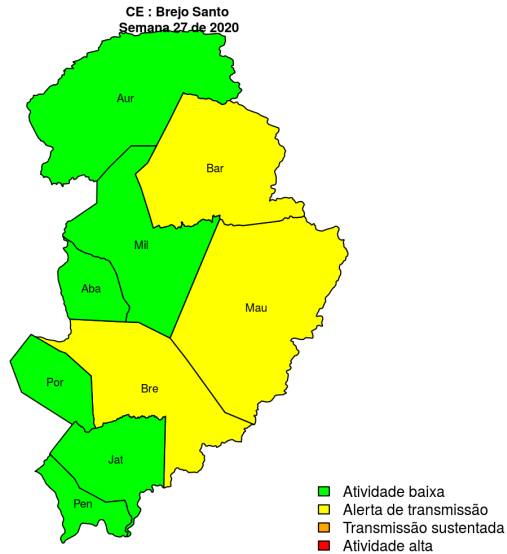 CE : Brejo Santo
Semana 27 de 2020
Aur
Bar
Mil
Aba
Mau
Por
Bre
Jat
Pen
Atividade baixa
Alerta de transmissão
Transmissão sustentada
Atividade alta